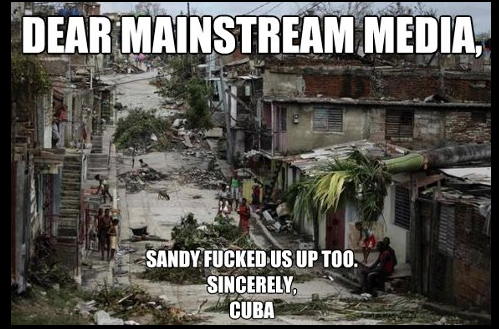 DEAR MAINSTREAM MEDIA,
SANDY FUCKED US UP TOO.
SINCERELY,
CUBA